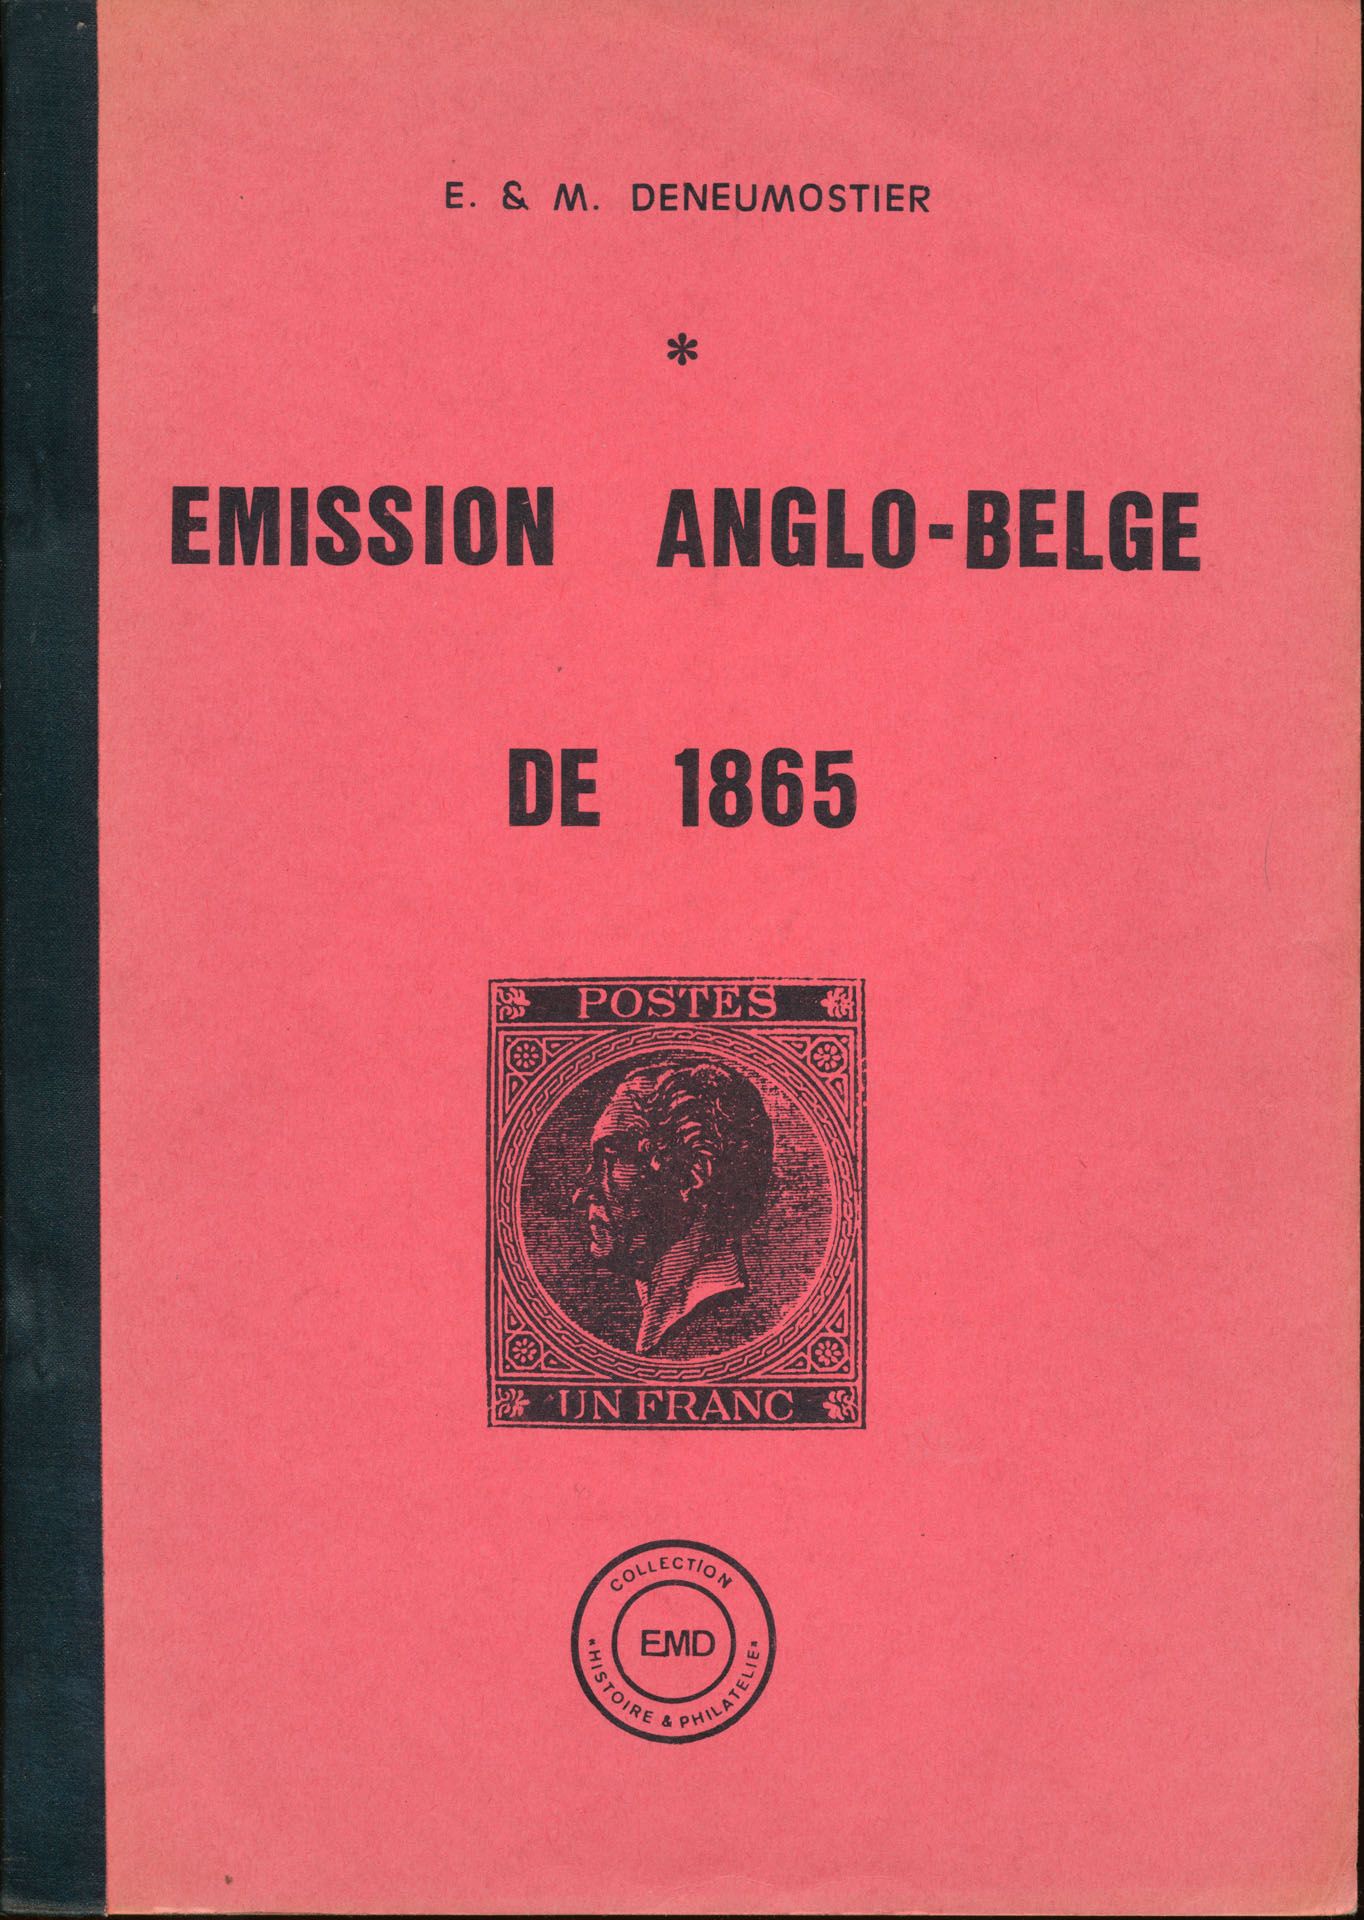 E. & M. DENEUMOSTIER
*
EMISSION ANGLO-BELGE
DE 1865
POSTES
UN FRANC
COLLECTION
EMD
"HISTOIRE & PHILATELIE"